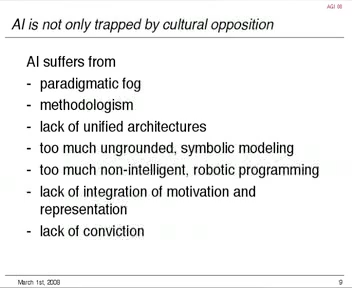 AGI 08
AI is not only trapped by cultural opposition
AI suffers from
- paradigmatic fog
- methodologism
- lack of unified architectures
- too much ungrounded, symbolic modeling
- too much non-intelligent, robotic programming
- lack of integration of motivation and
representation
- lack of conviction
March 1st, 2008
9